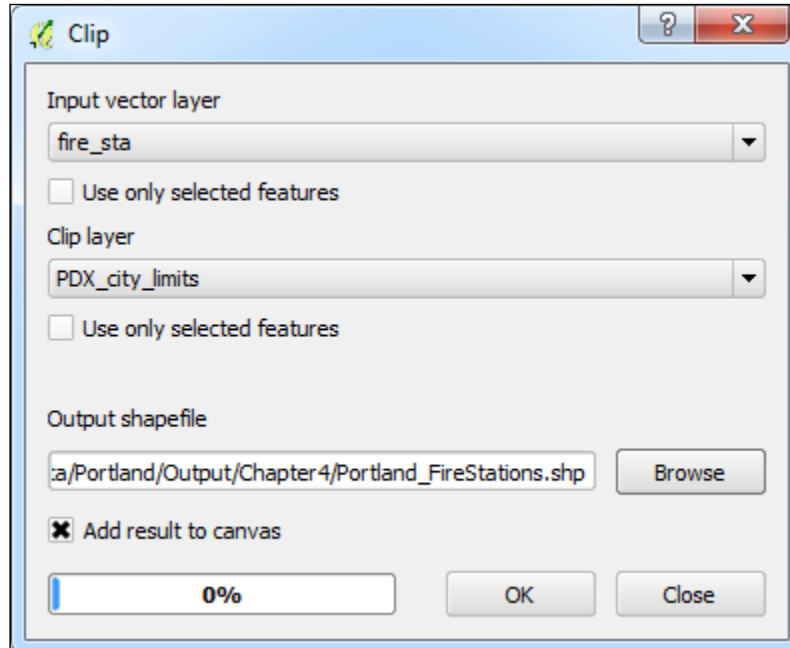 Clip
?
X
Input vector layer
fire_sta
Use only selected features
Clip layer
PDX_city_limits
Use only selected features
Output shapefile
:a/Portland/Output/Chapter4/Portland_FireStations.shp Browse
Add result to canvas
0% OK Close